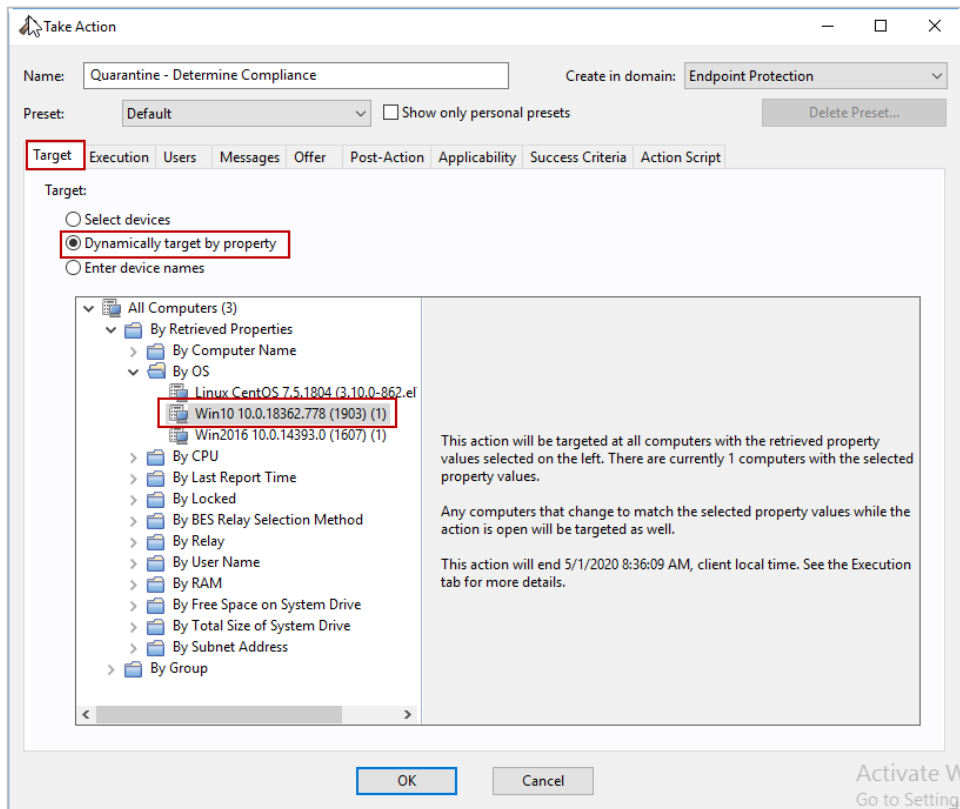 Take Action
Name: Quarantine - Determine Compliance Create in domain: Endpoint Protection
Preset: Default Show only personal presets Delete Preset...
Target Execution Users Messages Offer Post-Action Applicability Success Criteria Action Script
Target:
Select devices
Dynamically target by property
Enter device names
All Computers (3)
By Retrieved Properties
By Computer Name
By OS
Linux CentOS 7.5.1804 (3.10.0-862.el
Win10 10.0.18362.778 (1903) (1)
Win2016 10.0.14393.0 (1607) (1)
By CPU
By Last Report Time
By Locked
By BES Relay Selection Method
By Relay
By User Name
By RAM
By Free Space on System Drive
By Total Size of System Drive
By Subnet Address
By Group
This action will be targeted at all computers with the retrieved property
values selected on the left. There are currently 1 computers with the selected
property values.
Any computers that change to match the selected property values while the
action is open will be targeted as well.
This action will end 5/1/2020 8:36:09 AM, client local time. See the Execution
tab for more details.
OK Cancel
Activate W
Go to Setting